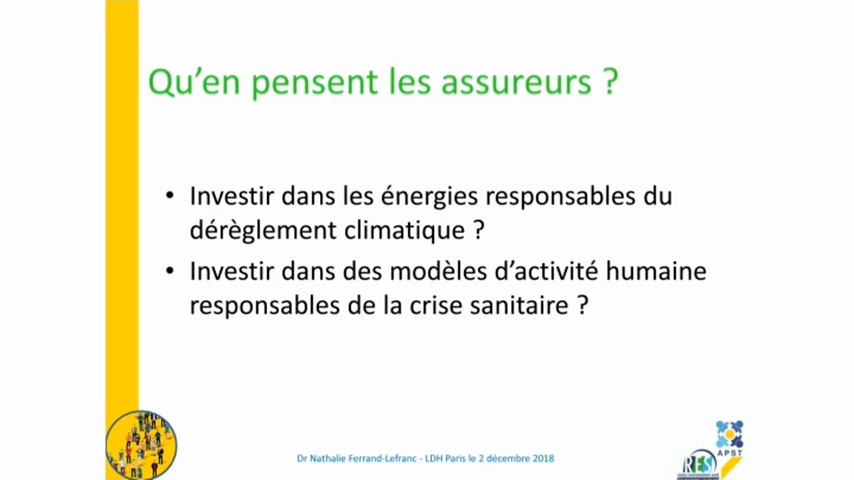 Qu’en pensent les assureurs ?
• Investir dans les énergies responsables du
dérèglement climatique ?
• Investir dans des modèles d’activité humaine
responsables de la crise sanitaire ?
Dr Nathalie Ferrand-Lefranc - LDH Paris le 2 décembre 2018
APST
RES